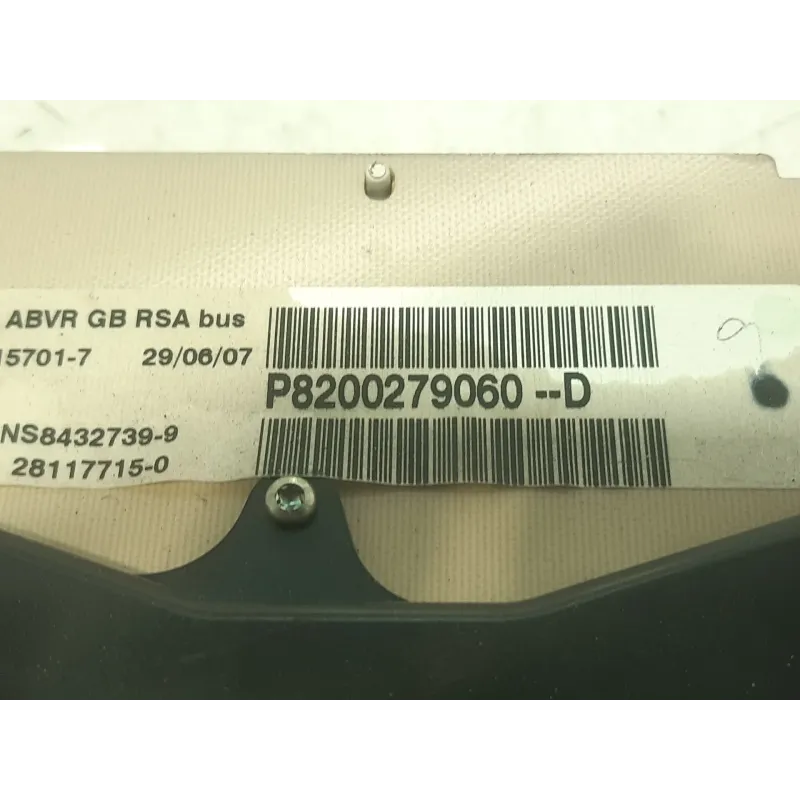 ABVR GB RSA bus
15701-7 29/06/07
P8200279060 --D
NS8432739-9
28117715-0